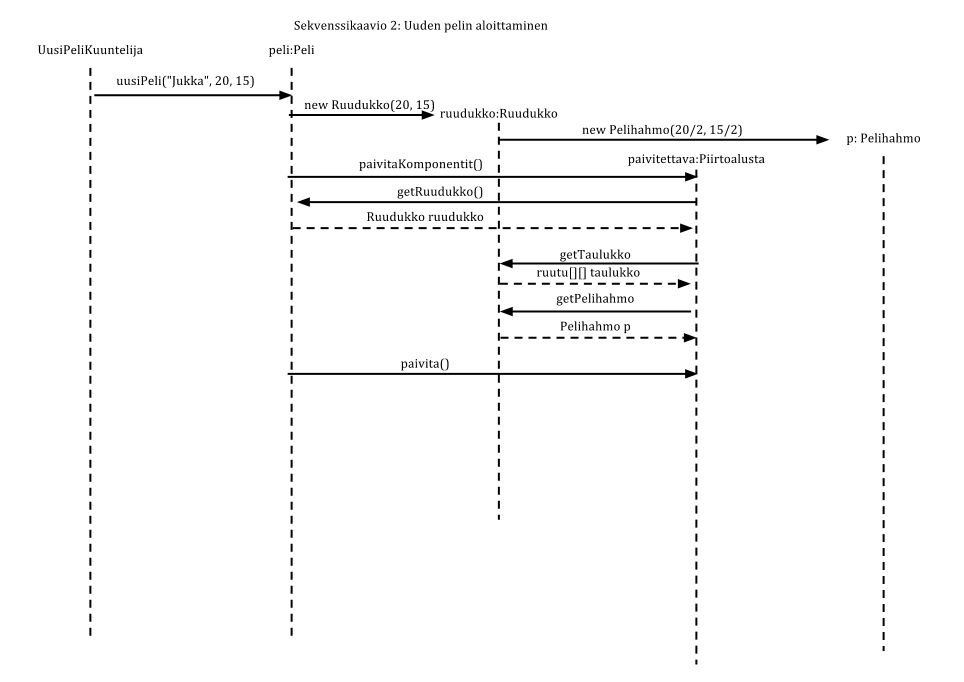 Sekvenssikaavio 2: Uuden pelin aloittaminen
UusiPeliKuuntelija
peli:Peli
uusiPeli("Jukka", 20, 15)
new Ruudukko(20, 15)
ruudukko:Ruudukko
new Pelihahmo(20/2, 15/2)
p: Pelihahmo
paivitettava:Piirtoalusta
paivitaKomponentit()
getRuudukko()
Ruudukko ruudukko
getTaulukko
ruutu[][] taulukko
getPelihahmo
Pelihahmo p
paivita()